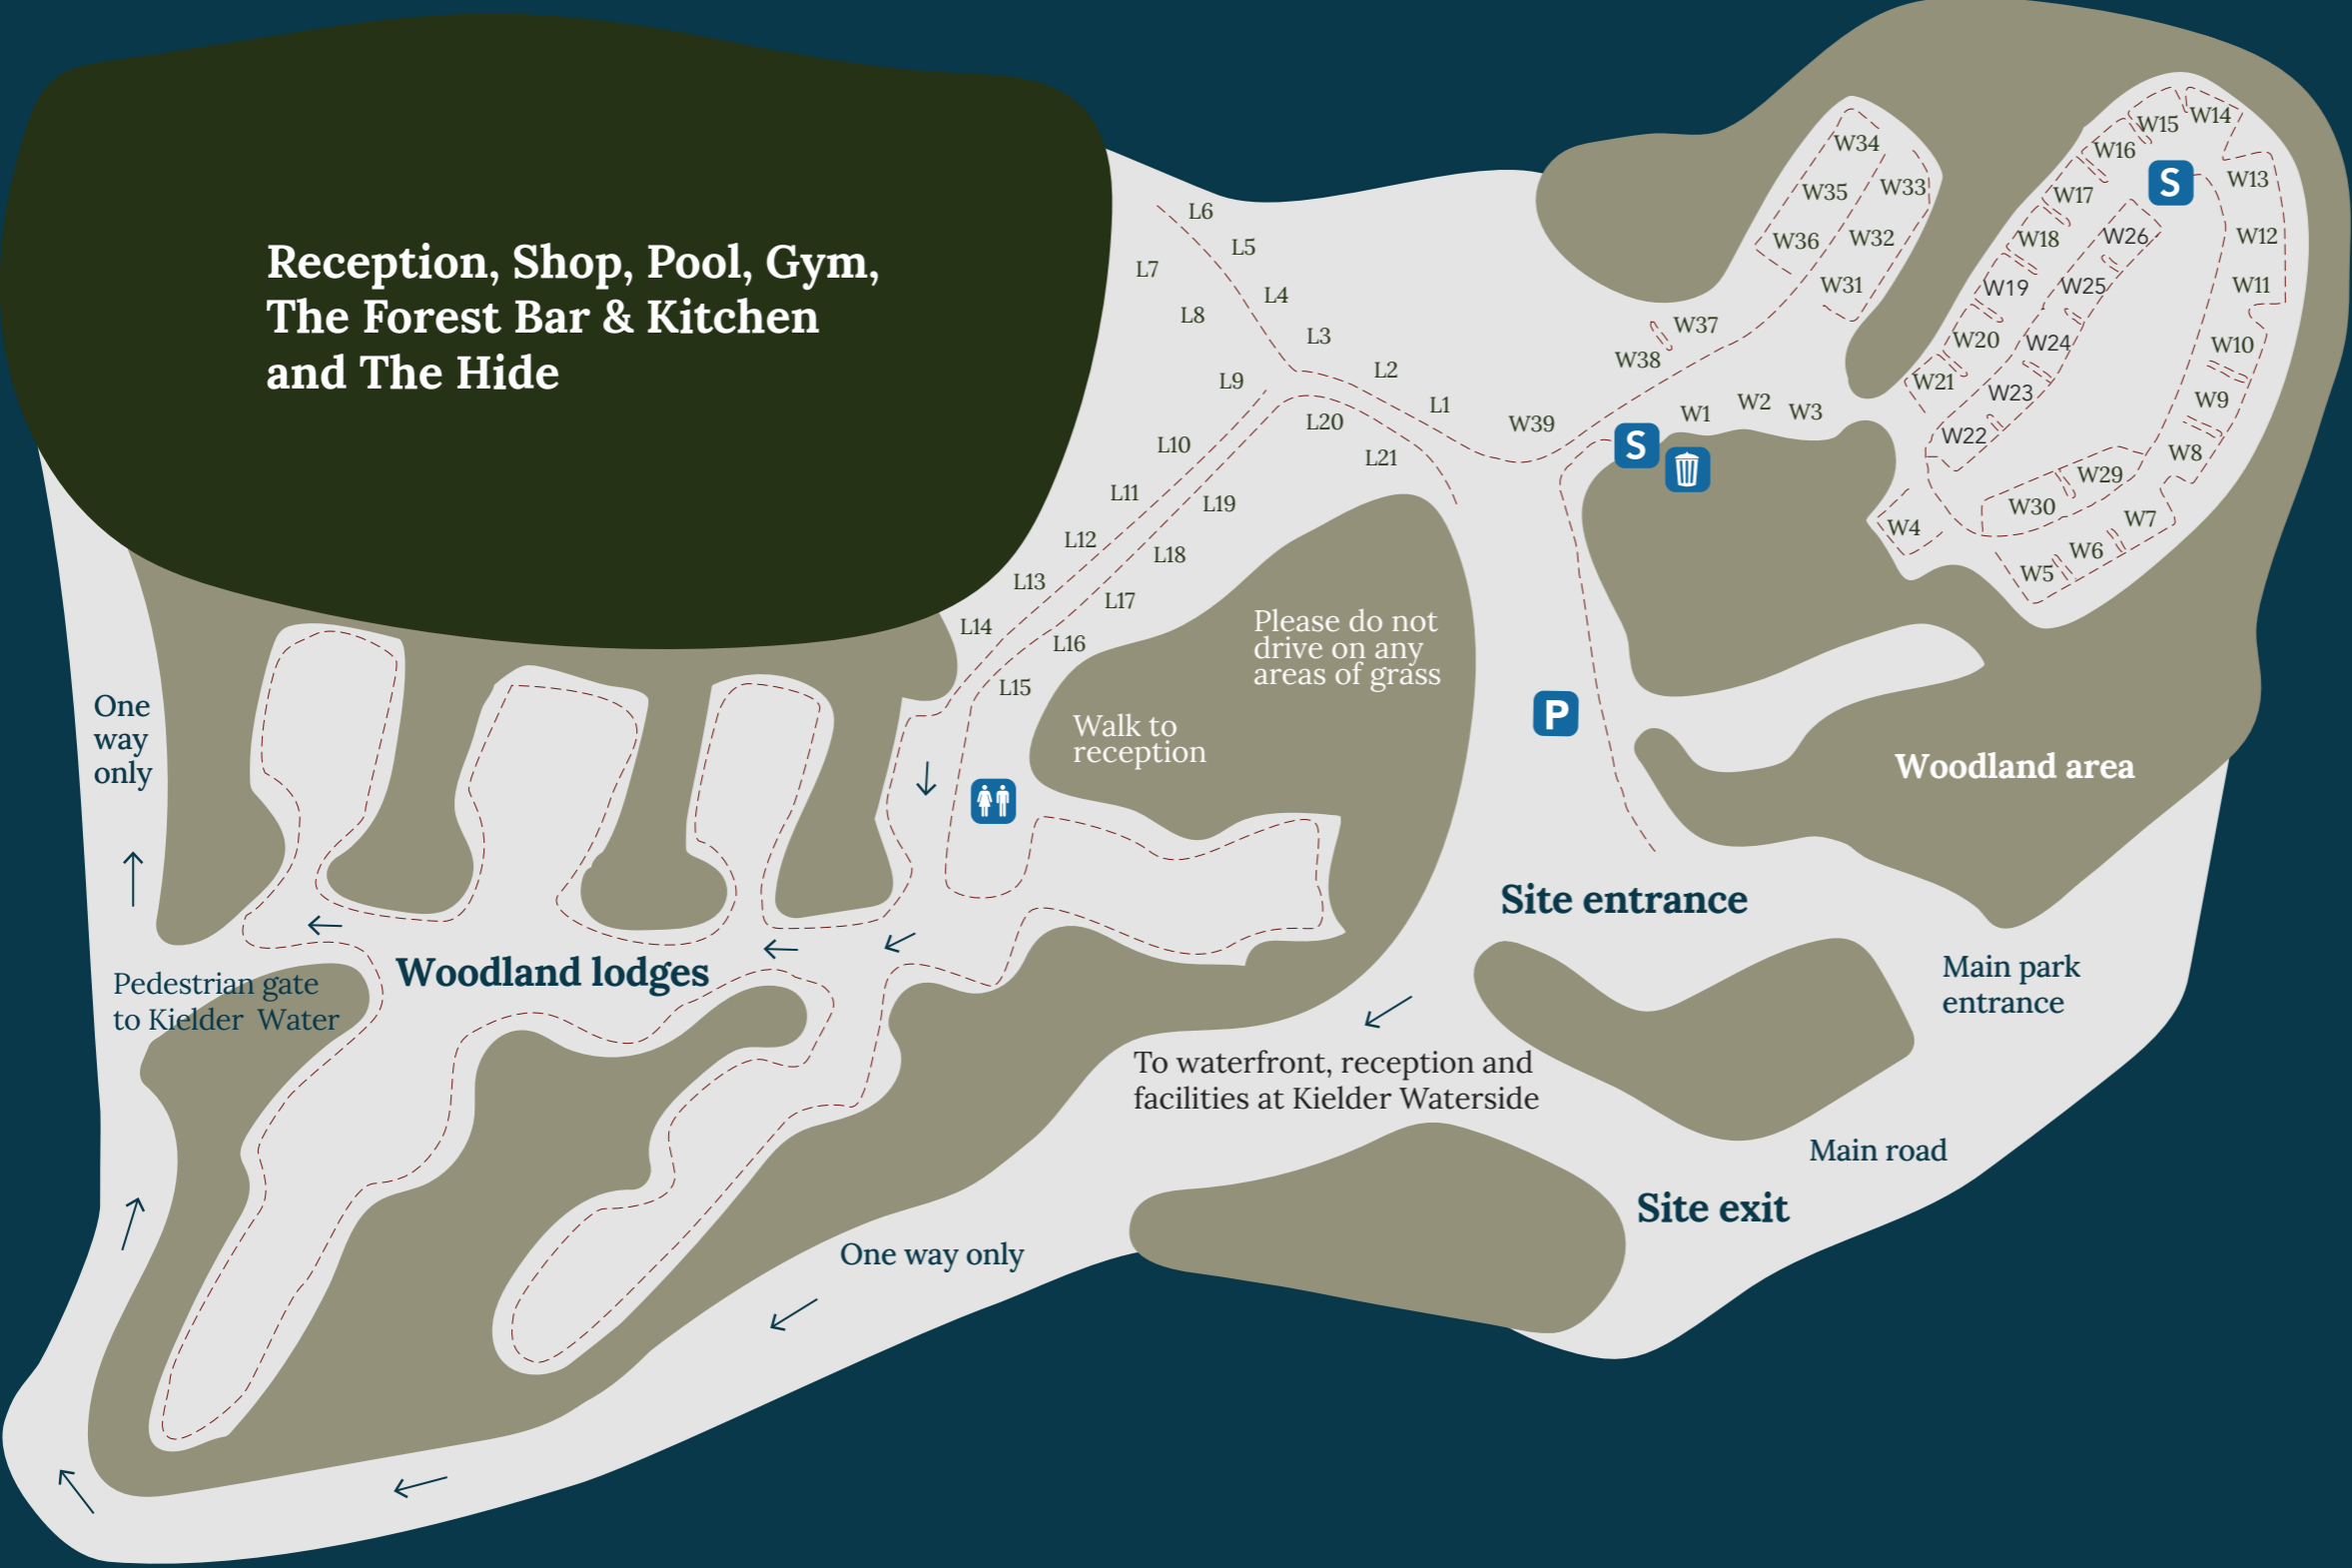 Reception, Shop, Pool, Gym,
The Forest Bar & Kitchen
and The Hide
L6
L5
L7
L4
L8
L3
L2
L9
L1
L20
L10
L21
L11
L19
L12
L18
L13
L17
L14
L16
L15
W34
W35
W33
W36
W32
W31
W37
W38
W39
W1
W2
W3
S
W14
W15
W16
S
W13
W17
W18
W26
W12
W19
W25
W11
W20
W24
W10
W21
W23
W9
W22
W8
W29
W30
W4
W7
W6
W5
Please do not
drive on any
areas of grass
Walk to
reception
P
One
way
only
Woodland area
Site entrance
Woodland lodges
Pedestrian gate
to Kielder Water
Main park
entrance
To waterfront, reception and
facilities at Kielder Waterside
Main road
Site exit
One way only